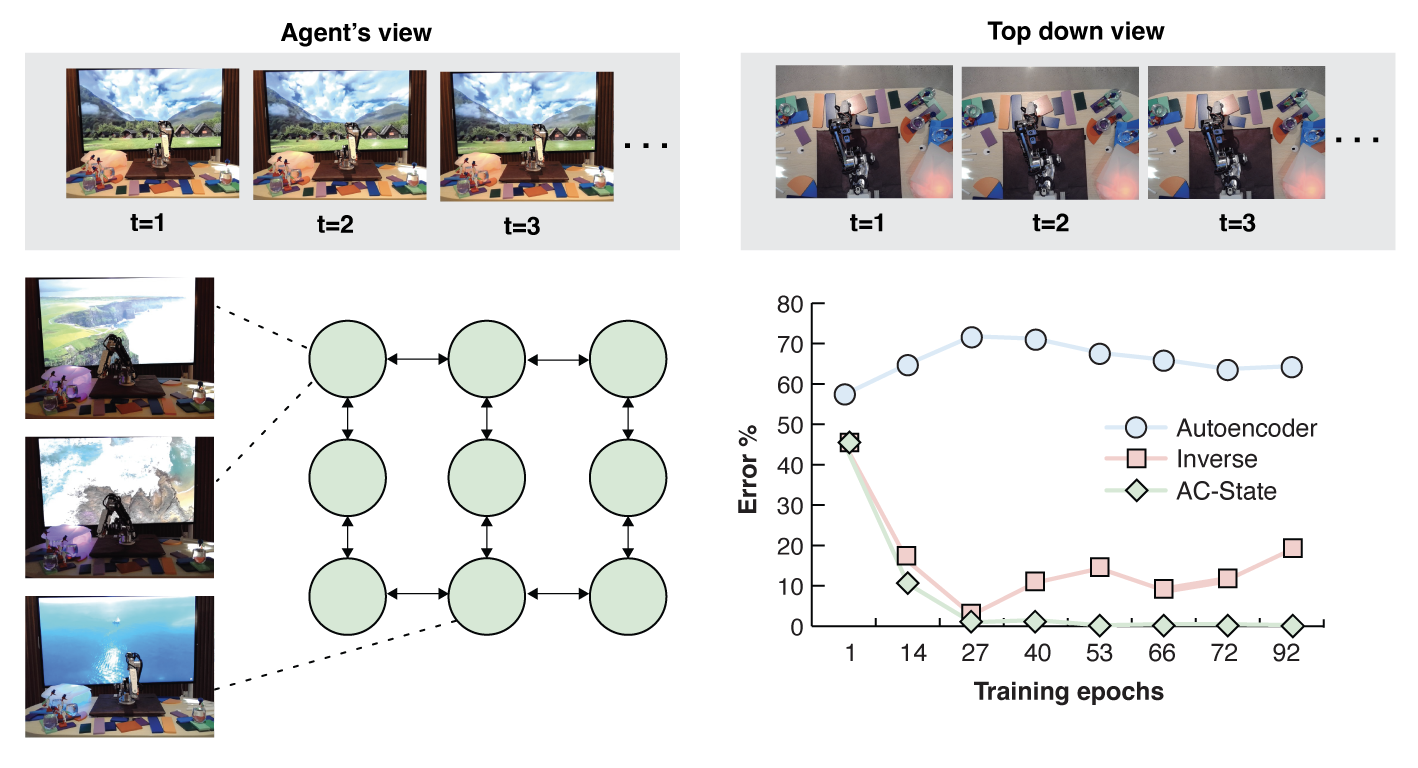 Agent’s view
t=1 t=2 t=3 . . .
Top down view
t=1 t=2 t=3 . . .
80
70
60
50
40
30
20
10
0
Error %
Autoencoder
Inverse
AC-State
1 14 27 40 53 66 72 92
Training epochs